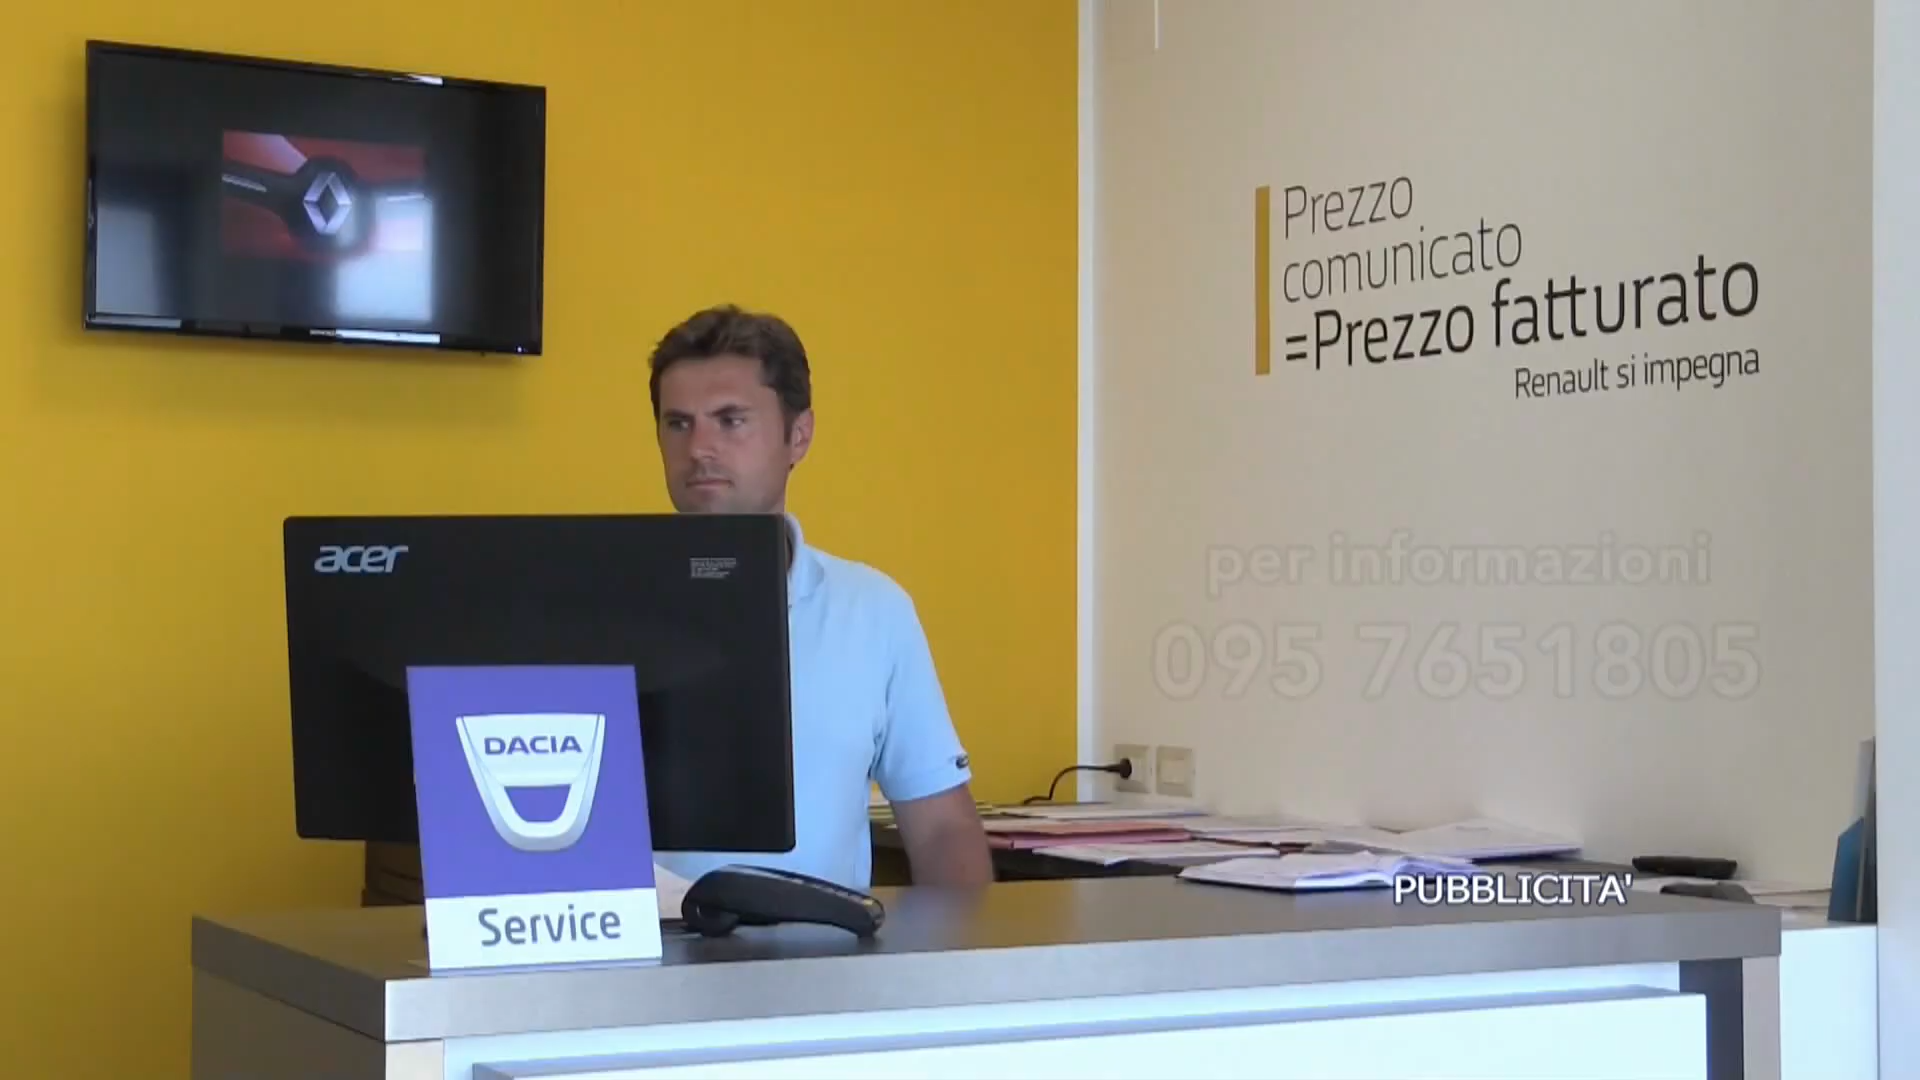 Prezzo
comunicato
=Prezzo fatturato
Renault si impegna
acer
per informazioni
095 7651805
DACIA
PUBBLICITA'
Service